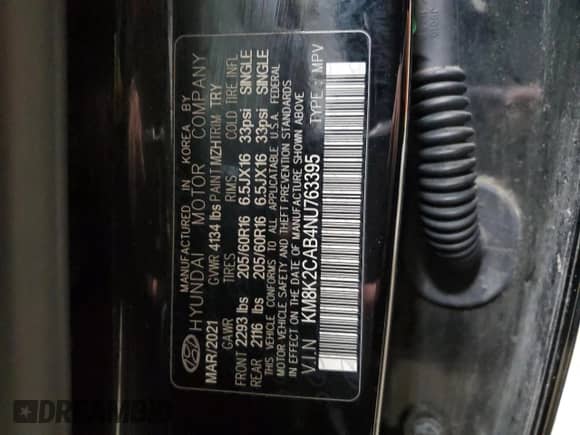 MANUFACTURED IN KOREA BY
HYUNDAI MOTOR COMPANY
MAR/2021 GVWR 4134 lbs PAINT MZH TRIM TRY
GAWR TIRES RIMS COLD TIRE INFL
FRONT 2293 lbs 205/60R16 6.5JX16 33psi SINGLE
REAR 2116 lbs 205/60R16 6.5JX16 33psi SINGLE
THIS VEHICLE CONFORMS TO ALL APPLICABLE U.S.A. FEDERAL
MOTOR VEHICLE SAFETY AND THEFT PREVENTION STANDARDS
IN EFFECT ON THE DATE OF MANUFACTURE SHOWN ABOVE
V.I.N KM8K2CAB4NU763395
TYPE : MPV
DREAMBID